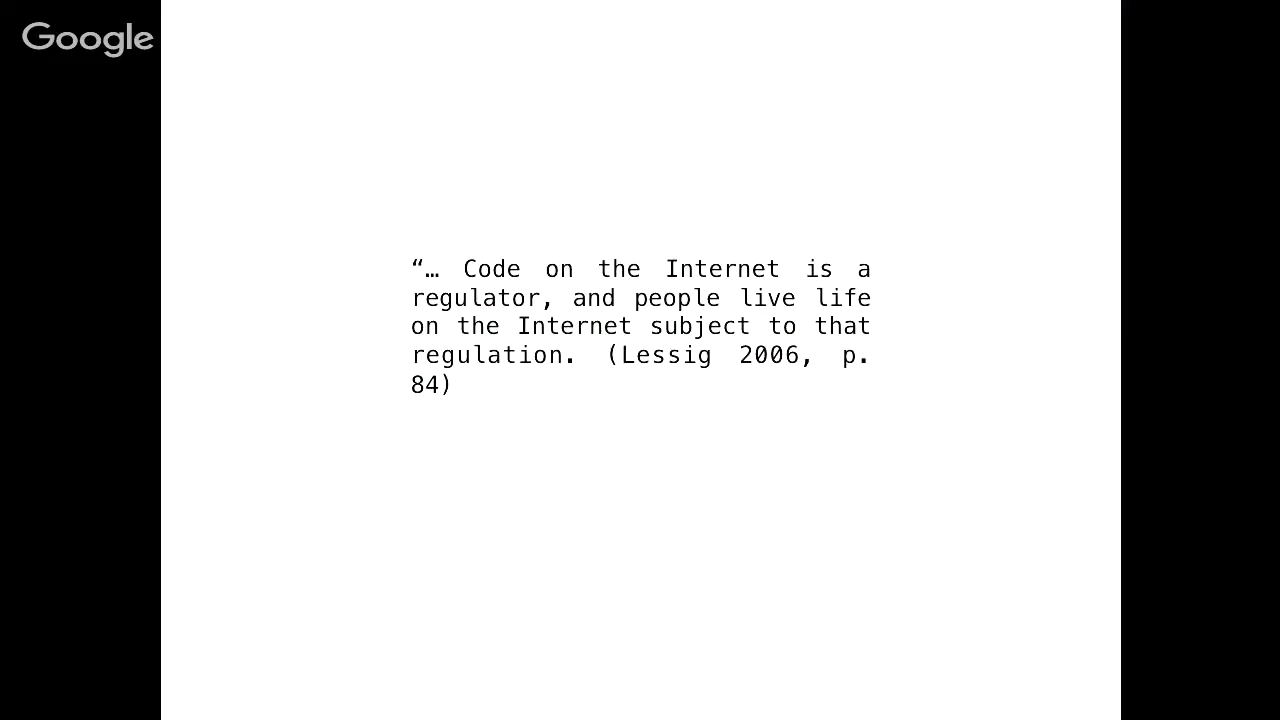 Google
“… Code on the Internet is a
regulator, and people live life
on the Internet subject to that
regulation. (Lessig 2006, p.
84)